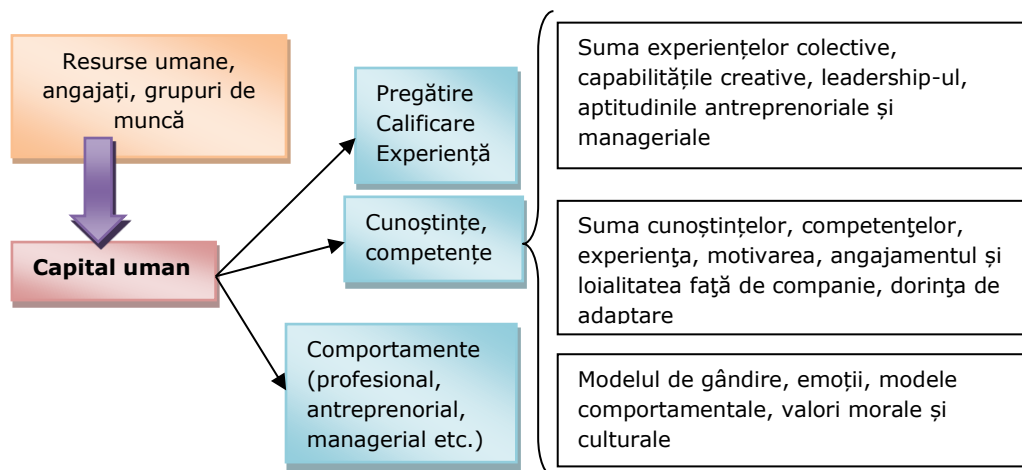 Resurse umane,
angajați, grupuri de
muncă
Capital uman
Pregătire
Calificare
Experiență
Cunoștințe,
competențe
Comportamente
(profesional,
antreprenorial,
managerial etc.)
Suma experiențelor colective,
capabilitățile creative, leadership-ul,
aptitudinile antreprenoriale și
manageriale
Suma cunoștințelor, competenţelor,
experienţa, motivarea, angajamentul și
loialitatea faţă de companie, dorinţa de
adaptare
Modelul de gândire, emoții, modele
comportamentale, valori morale și
culturale